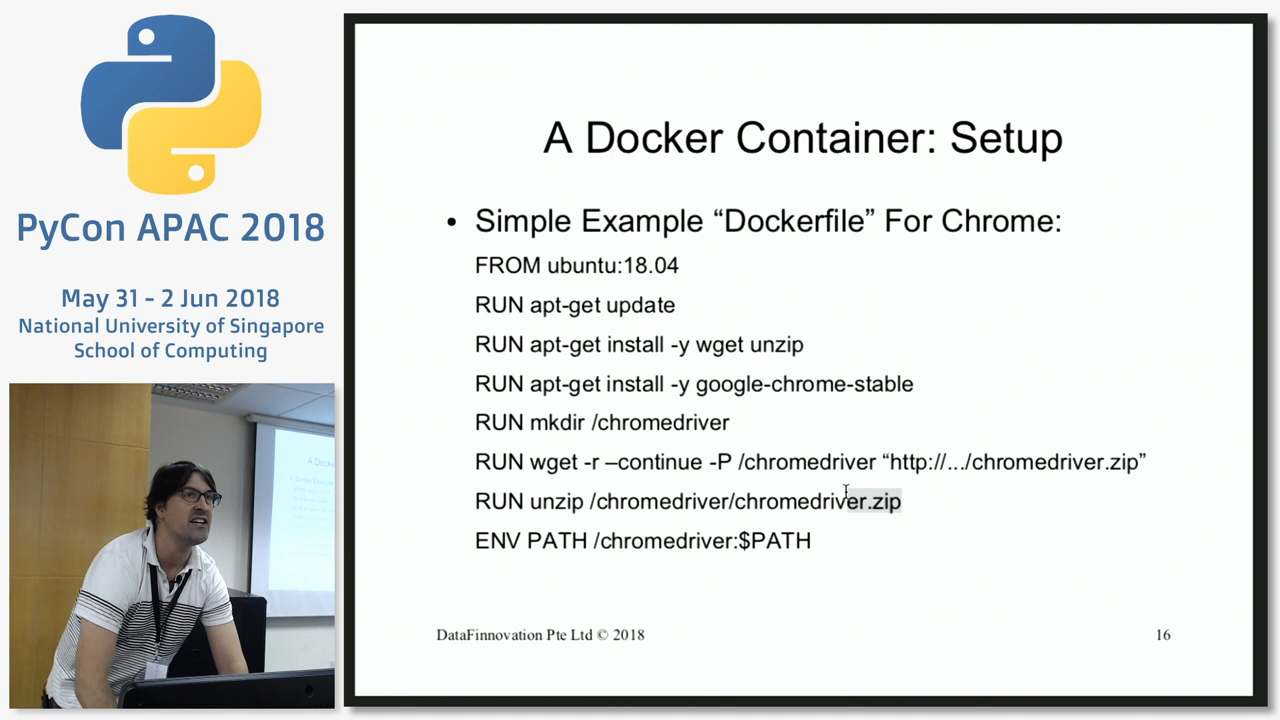 PyCon APAC 2018
May 31 - 2 Jun 2018
National University of Singapore
School of Computing
A Docker Container: Setup
• Simple Example “Dockerfile” For Chrome:
FROM ubuntu:18.04
RUN apt-get update
RUN apt-get install -y wget unzip
RUN apt-get install -y google-chrome-stable
RUN mkdir /chromedriver
RUN wget -r –continue -P /chromedriver “http://.../chromedriver.zip”
RUN unzip /chromedriver/chromedriver.zip
ENV PATH /chromedriver:$PATH
DataFinnovation Pte Ltd © 2018
16